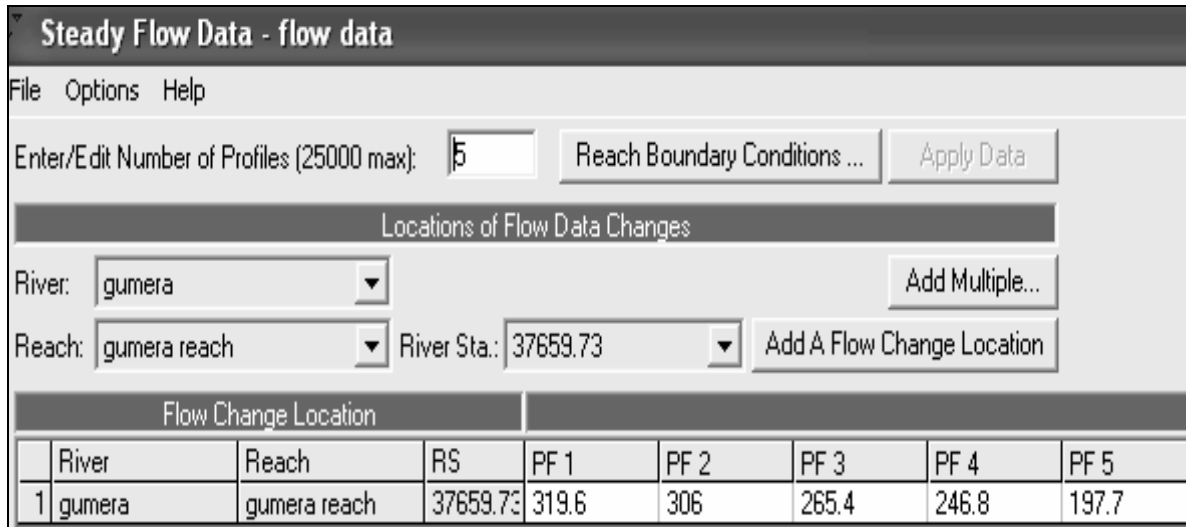 Steady Flow Data - flow data
File Options Help
Enter/Edit Number of Profiles (25000 max): 5 Reach Boundary Conditions ... Apply Data
Locations of Flow Data Changes
River: gumera Add Multiple...
Reach: gumera reach River Sta.: 37659.73 Add A Flow Change Location
Flow Change Location
River Reach RS PF 1 PF 2 PF 3 PF 4 PF 5
1 gumera gumera reach 37659.73 319.6 306 265.4 246.8 197.7